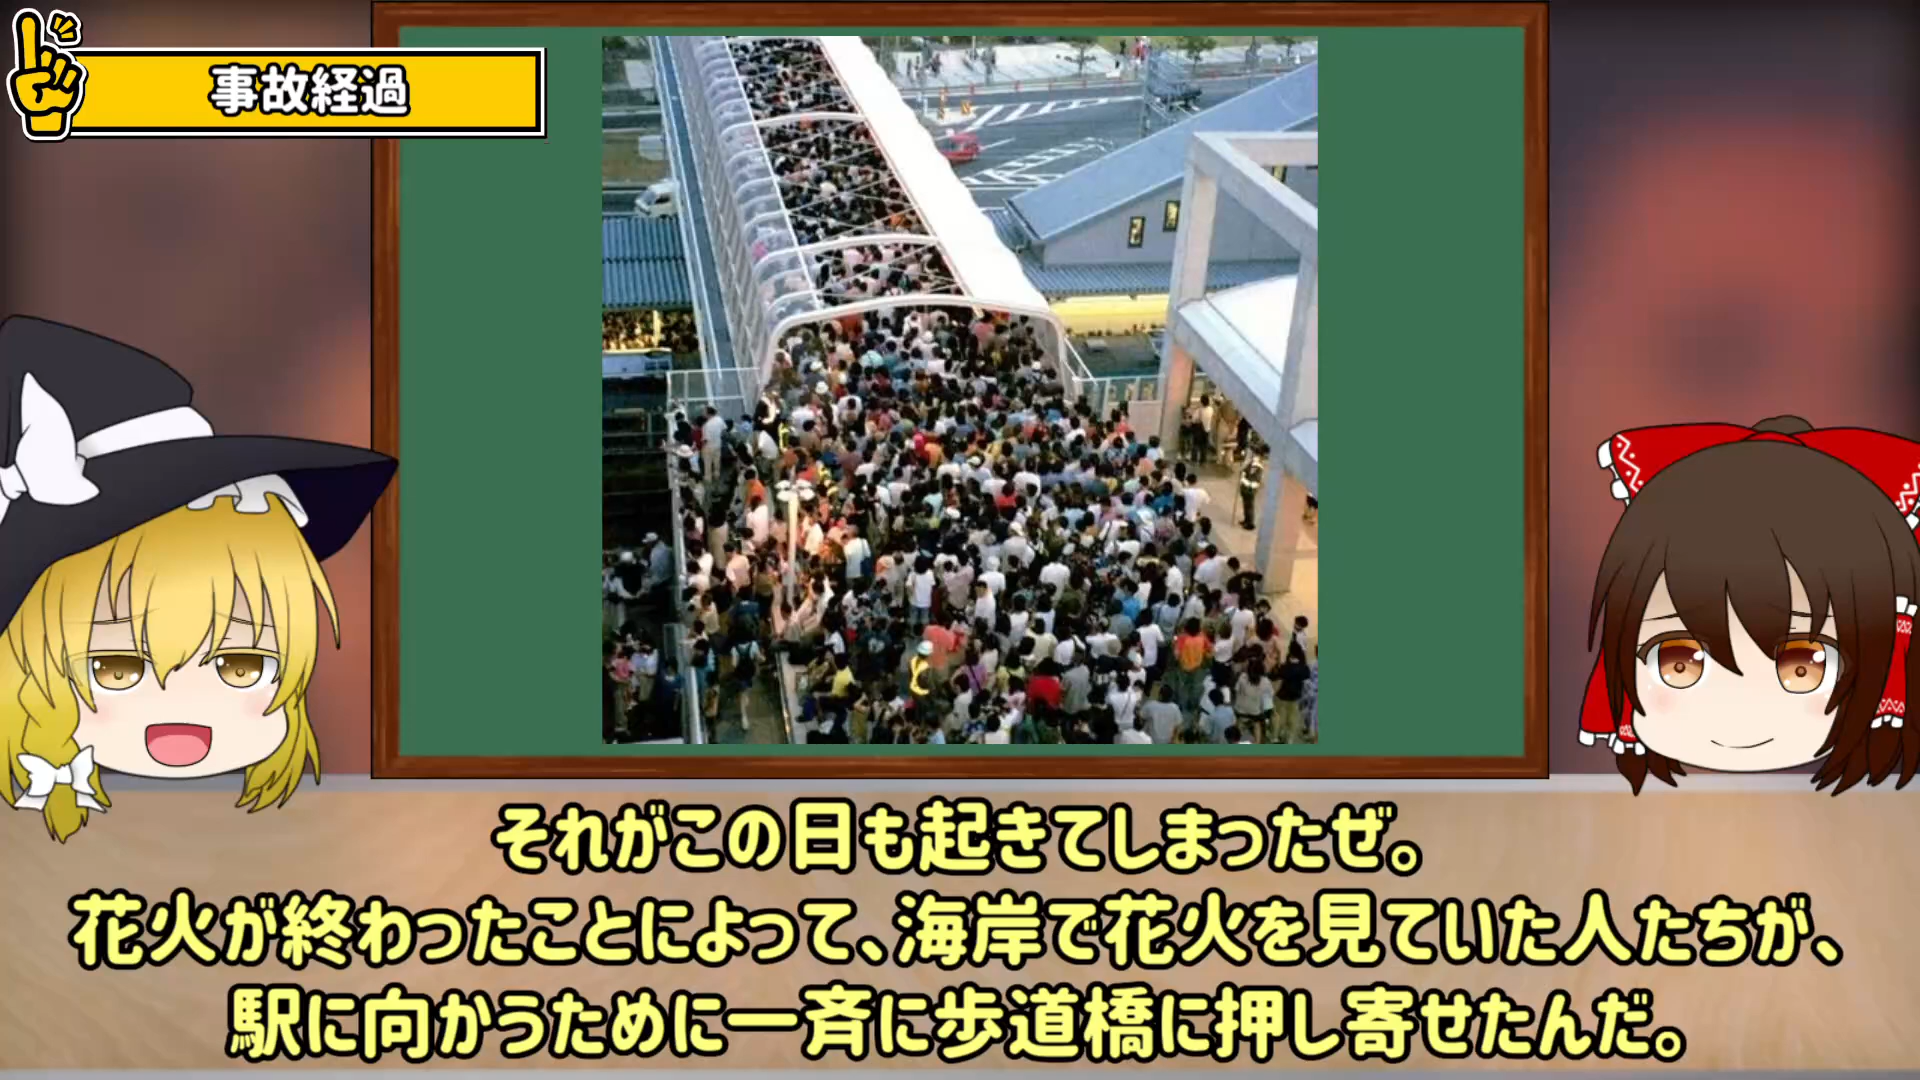 事故経過
それがこの日も起きてしまったぜ。
花火が終わったことによって、海岸で花火を見ていた人たちが、
駅に向かうために一斉に歩道橋に押し寄せたんだ。